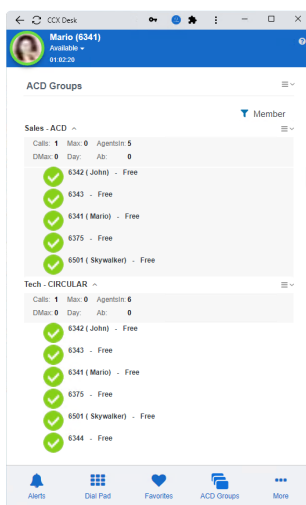 CCX Desk
Mario (6341)
Available
01:02:20
ACD Groups
Member
Sales - ACD
Calls: 1 Max: 0 AgentsIn: 5
DMax: 0 Day: Ab: 0
6342 ( John) - Free
6343 - Free
6341 ( Mario) - Free
6375 - Free
6501 ( Skywalker) - Free
Tech - CIRCULAR
Calls: 1 Max: 0 AgentsIn: 6
DMax: 0 Day: Ab: 0
6342 ( John) - Free
6343 - Free
6341 ( Mario) - Free
6375 - Free
6501 ( Skywalker) - Free
6344 - Free
Alerts Dial Pad Favorites ACD Groups More